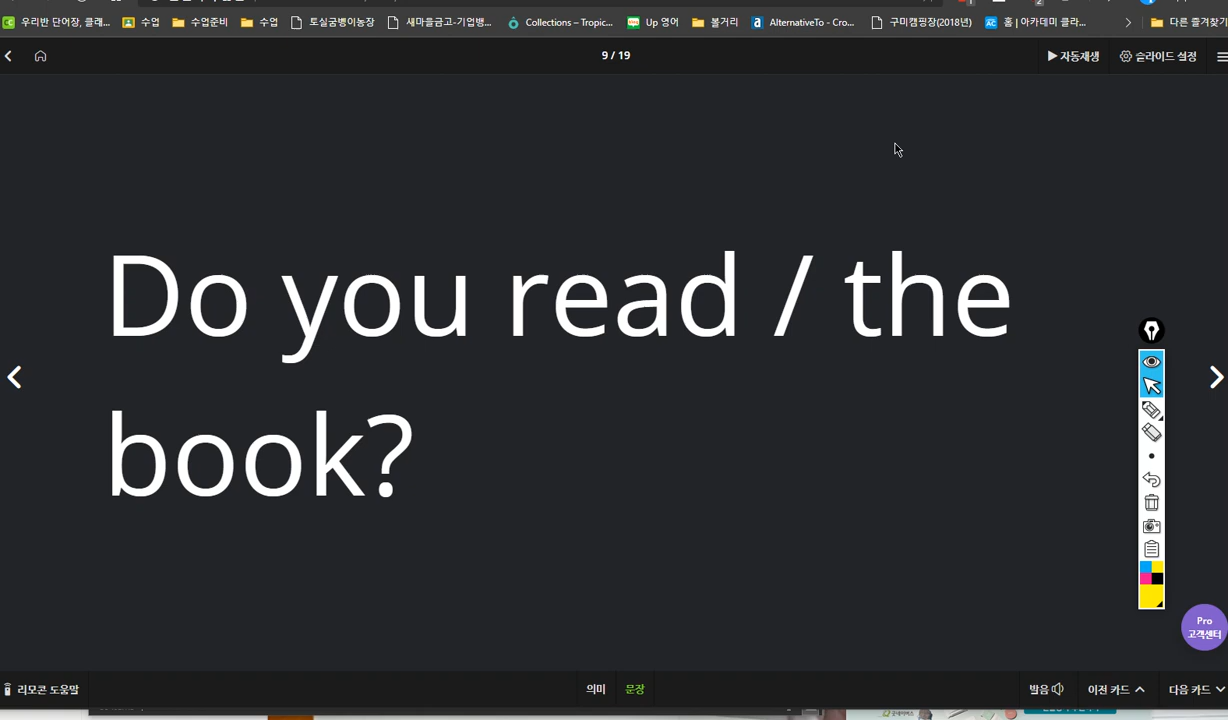 우리반 단어장, 클래... 수업 수업준비 수업 토실금뱅이농장 새마을금고-기업뱅... Collections – Tropic... Up 영어 볼거리 AlternativeTo - Cro... 구미캠핑장(2018년) 홈 | 아카데미 클라... 다른 즐겨찾기
9 / 19 자동재생 슬라이드 설정
Do you read / the
book?
Pro
고객센터
리모콘 도움말 의미 문장 발음 이전 카드 다음 카드